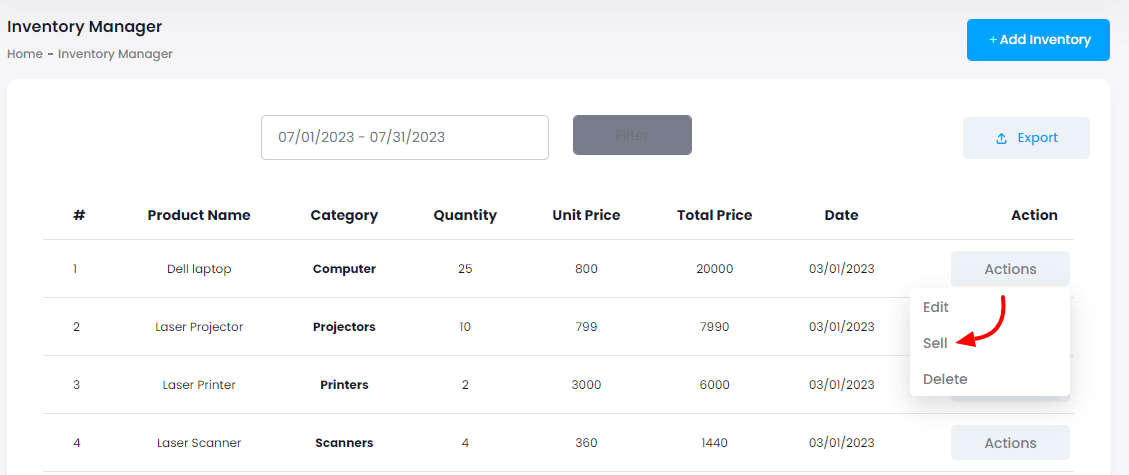 Inventory Manager
Home - Inventory Manager
+ Add Inventory
07/01/2023 - 07/31/2023
Filter
Export
# Product Name Category Quantity Unit Price Total Price Date Action
1 Dell laptop Computer 25 800 20000 03/01/2023 Actions
Edit
2 Laser Projector Projectors 10 799 7990 03/01/2023
Sell
3 Laser Printer Printers 2 3000 6000 03/01/2023
Delete
4 Laser Scanner Scanners 4 360 1440 03/01/2023 Actions